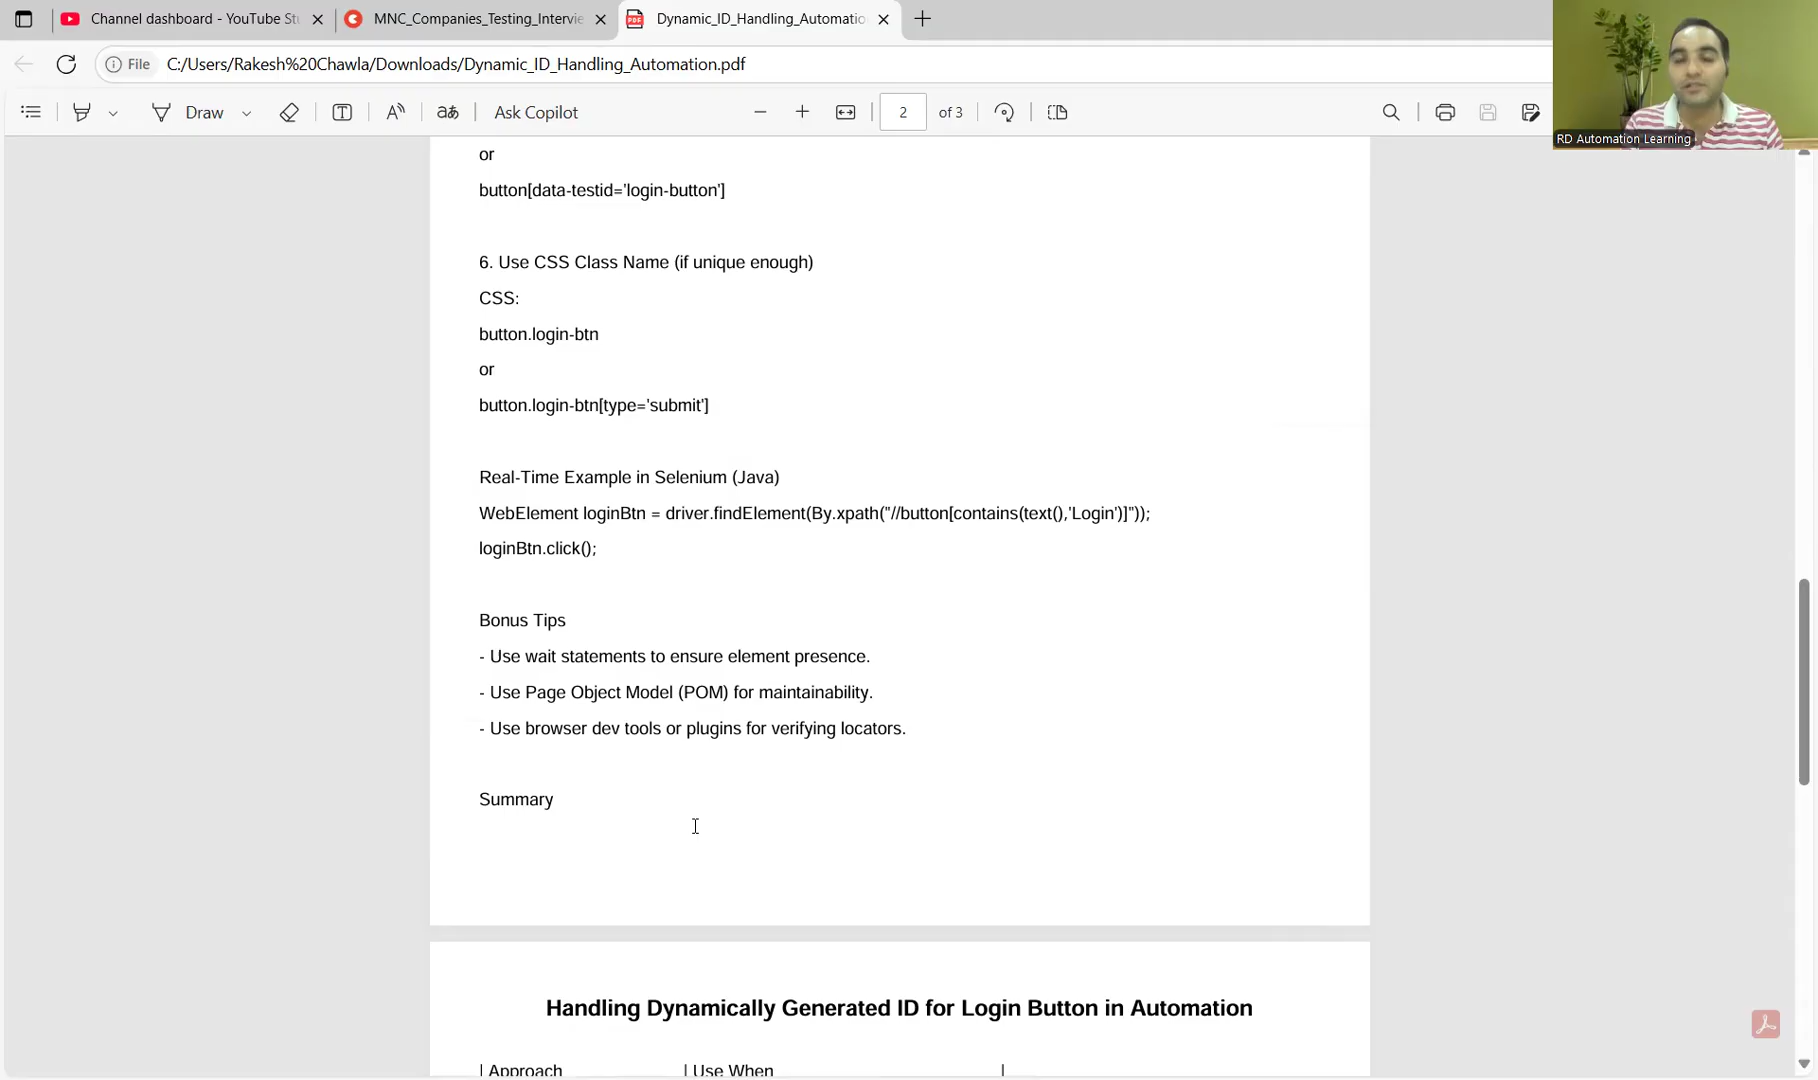 Channel dashboard - YouTube Stu
MNC_Companies_Testing_Intervie
Dynamic_ID_Handling_Automatio
File
C:/Users/Rakesh%20Chawla/Downloads/Dynamic_ID_Handling_Automation.pdf
Draw
Ask Copilot
2 of 3
RD Automation Learning
or
button[data-testid='login-button']
6. Use CSS Class Name (if unique enough)
CSS:
button.login-btn
or
button.login-btn[type='submit']
Real-Time Example in Selenium (Java)
WebElement loginBtn = driver.findElement(By.xpath("//button[contains(text(),'Login')]"));
loginBtn.click();
Bonus Tips
- Use wait statements to ensure element presence.
- Use Page Object Model (POM) for maintainability.
- Use browser dev tools or plugins for verifying locators.
Summary
Handling Dynamically Generated ID for Login Button in Automation
| Approach | Use When |